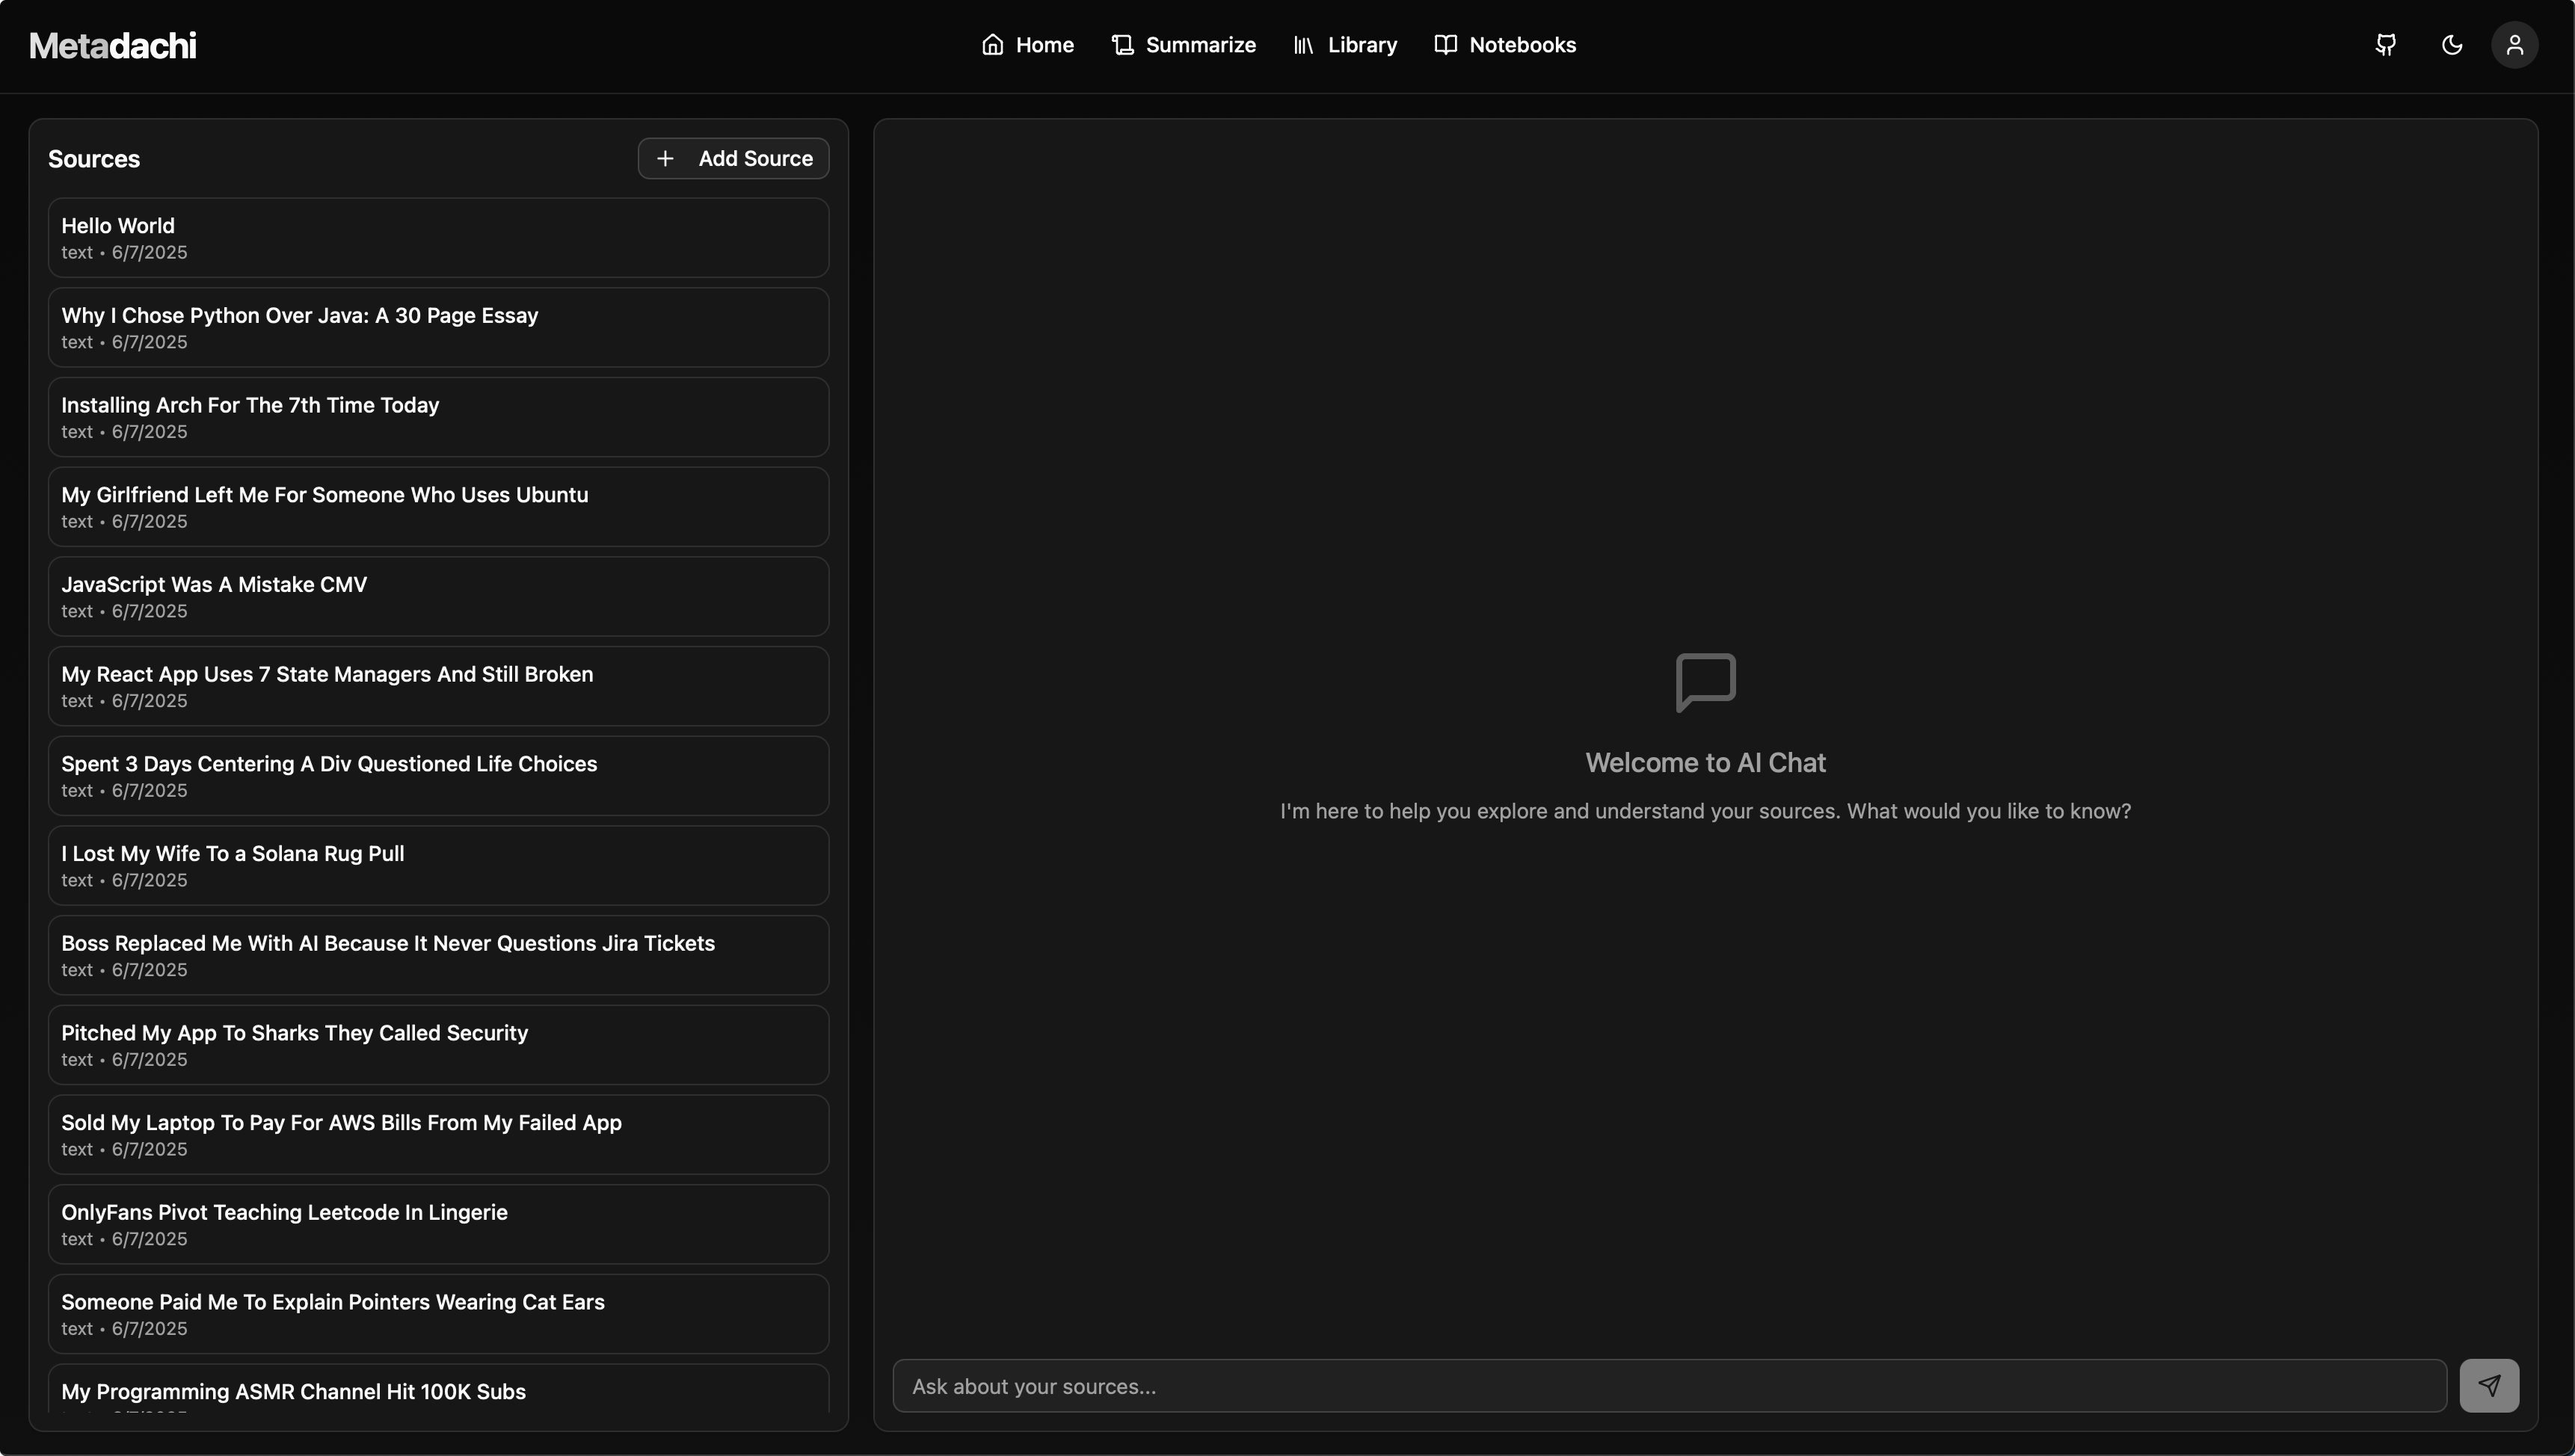 Metadachi
Home
Summarize
Library
Notebooks
Sources
Add Source
Hello World
text • 6/7/2025
Why I Chose Python Over Java: A 30 Page Essay
text • 6/7/2025
Installing Arch For The 7th Time Today
text • 6/7/2025
My Girlfriend Left Me For Someone Who Uses Ubuntu
text • 6/7/2025
JavaScript Was A Mistake CMV
text • 6/7/2025
My React App Uses 7 State Managers And Still Broken
text • 6/7/2025
Spent 3 Days Centering A Div Questioned Life Choices
text • 6/7/2025
I Lost My Wife To a Solana Rug Pull
text • 6/7/2025
Boss Replaced Me With AI Because It Never Questions Jira Tickets
text • 6/7/2025
Pitched My App To Sharks They Called Security
text • 6/7/2025
Sold My Laptop To Pay For AWS Bills From My Failed App
text • 6/7/2025
OnlyFans Pivot Teaching Leetcode In Lingerie
text • 6/7/2025
Someone Paid Me To Explain Pointers Wearing Cat Ears
text • 6/7/2025
My Programming ASMR Channel Hit 100K Subs
Welcome to AI Chat
I'm here to help you explore and understand your sources. What would you like to know?
Ask about your sources...